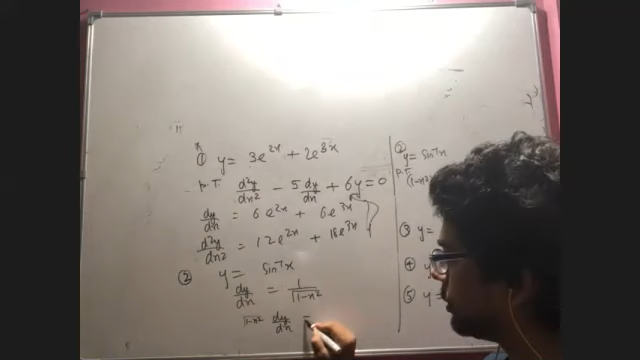 ① y = 3e^{2x} + 2e^{3x}
P.T. d²y/dx² - 5 dy/dx + 6y = 0
dy/dx = 6e^{2x} + 6e^{3x}
d²y/dx² = 12e^{2x} + 18e^{3x}
② y = sin⁻¹x
dy/dx = 1/√1-x²
√1-x² dy/dx =
② y = sin⁻¹x
P.T. (1-x²)
③ y =
④ y
⑤ y =